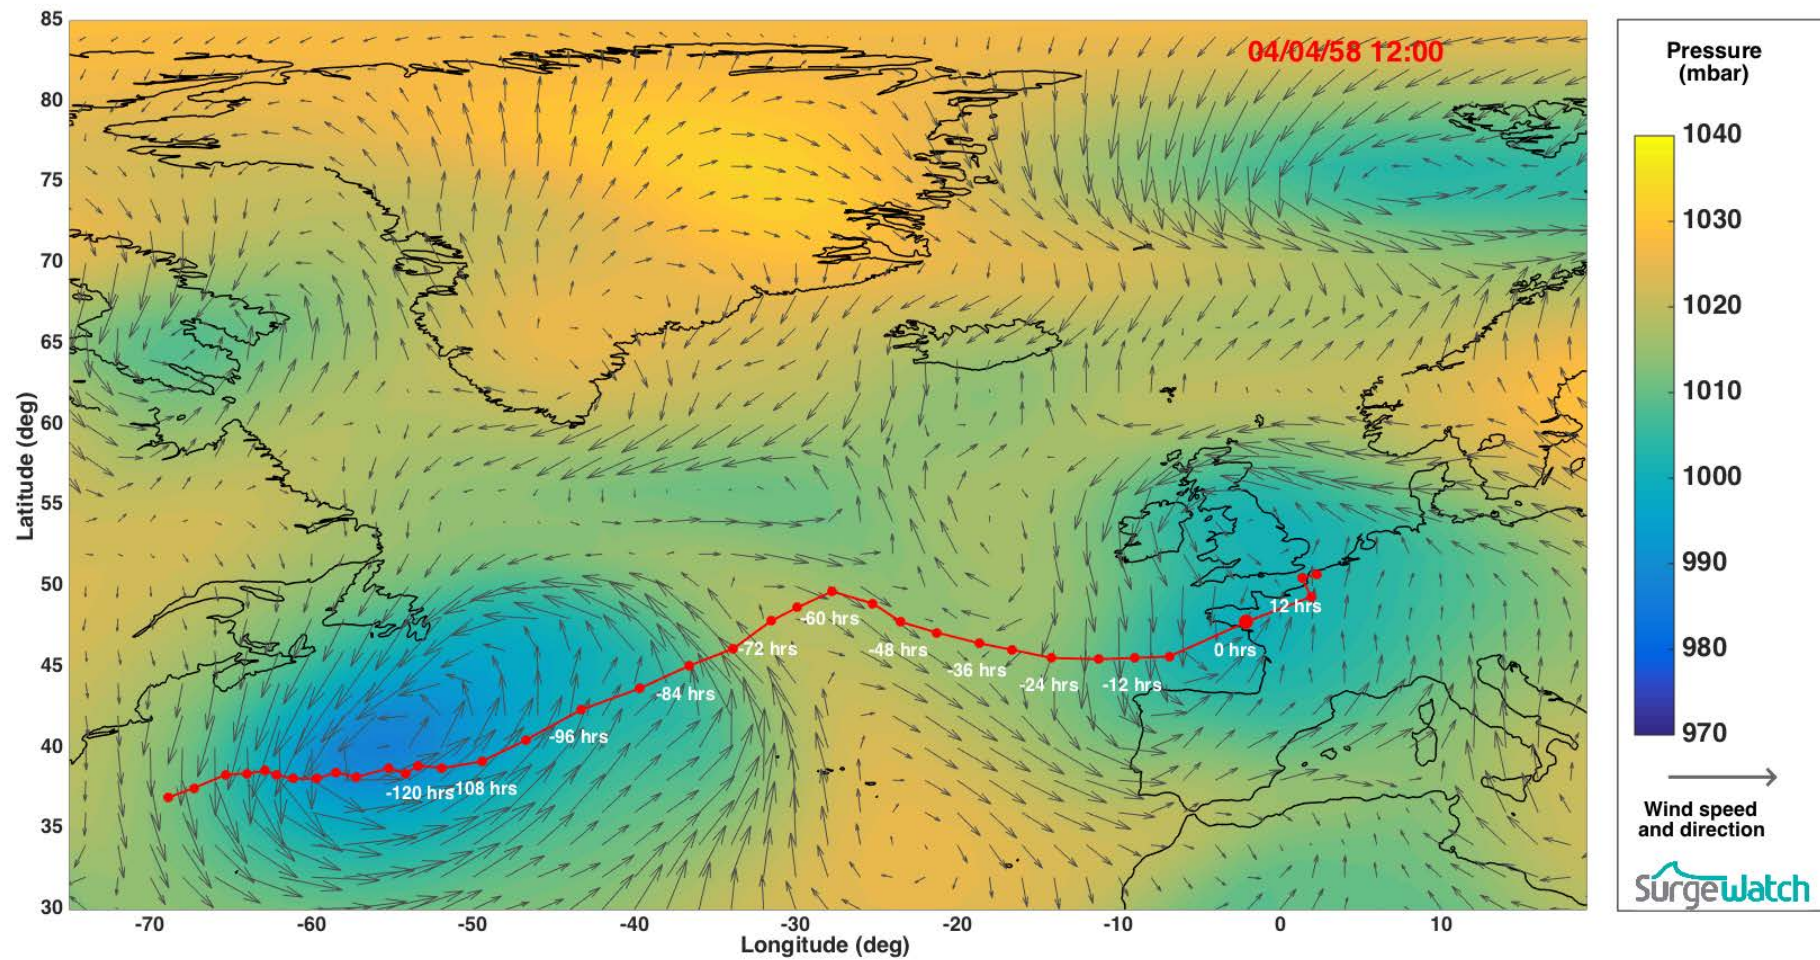 04/04/58 12:00
85
80
75
70
65
60
55
50
45
40
35
30
Latitude (deg)
-60 hrs
-72 hrs
-48 hrs
-36 hrs
-24 hrs
-12 hrs
0 hrs
12 hrs
-84 hrs
-96 hrs
-120 hrs
-108 hrs
-70
-60
-50
-40
-30
-20
-10
0
10
Longitude (deg)
Pressure
(mbar)
1040
1030
1020
1010
1000
990
980
970
Wind speed
and direction
SurgeWatch